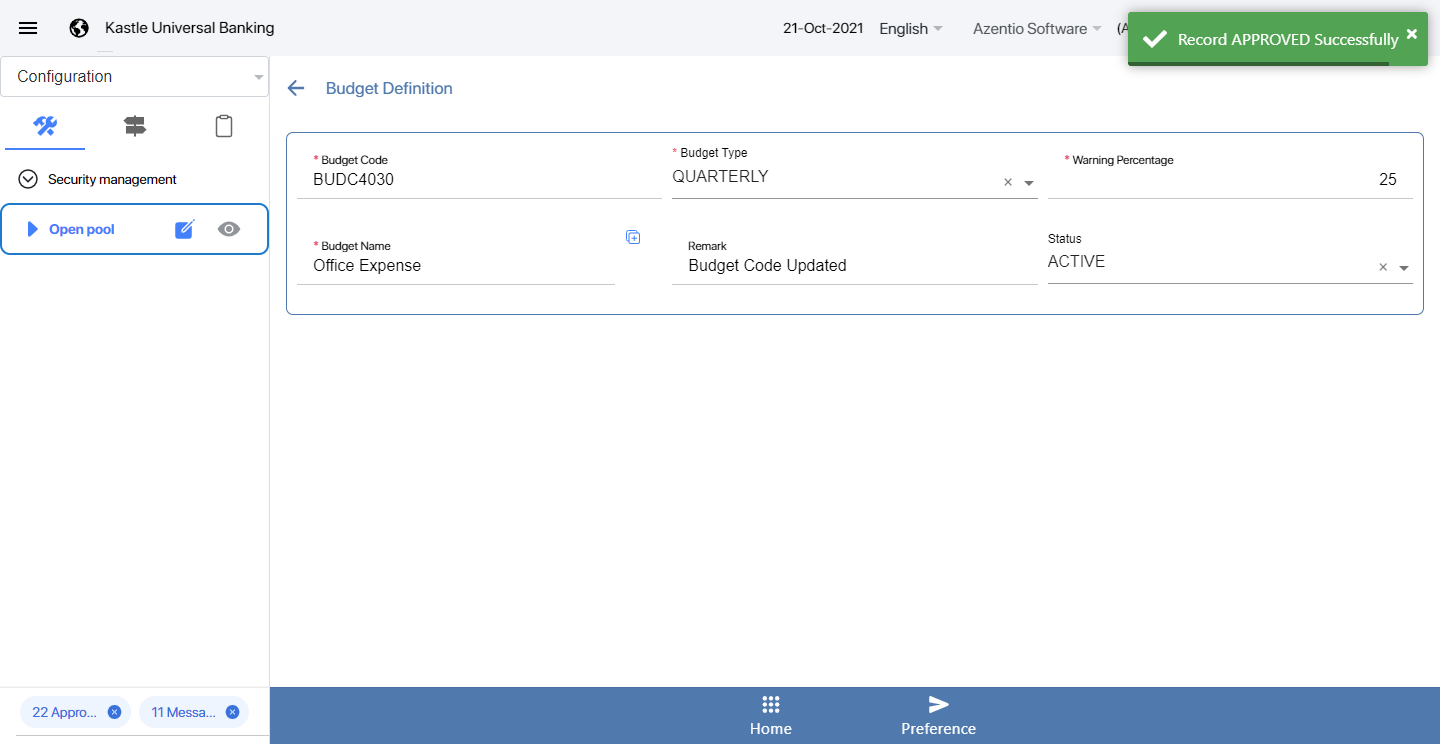 Kastle Universal Banking
21-Oct-2021
English
Azentio Software
(A
Record APPROVED Successfully
Configuration
Budget Definition
Security management
Open pool
* Budget Code
BUDC4030
* Budget Type
QUARTERLY
* Warning Percentage
25
* Budget Name
Office Expense
Remark
Budget Code Updated
Status
ACTIVE
22 Appro...
11 Messa...
Home
Preference